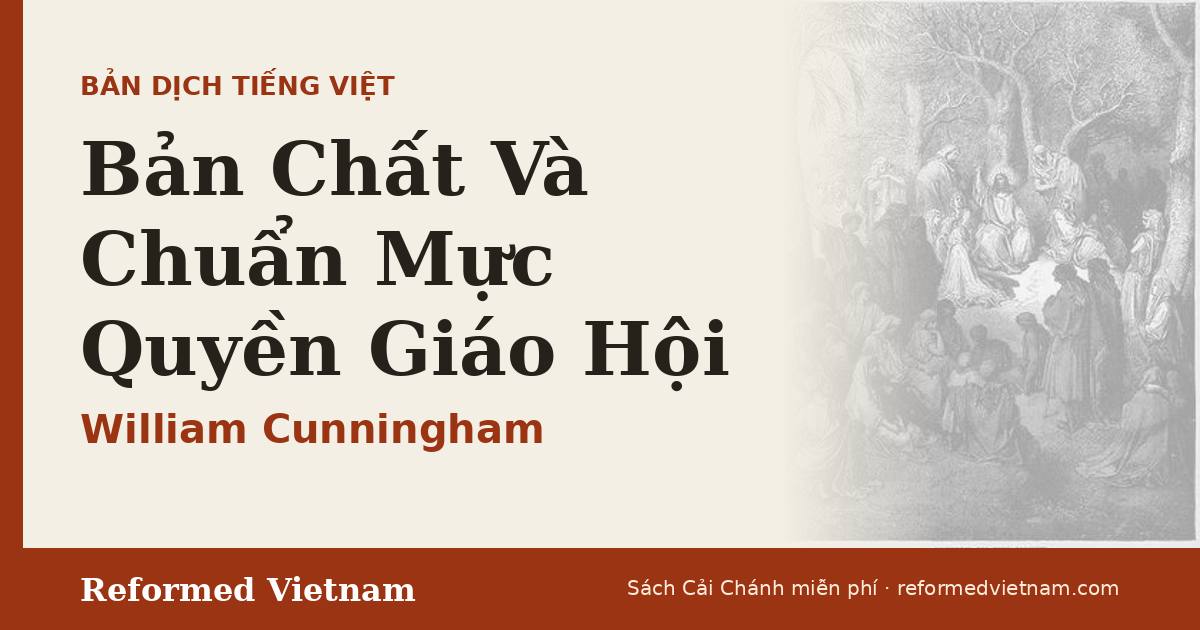 BẢN DỊCH TIẾNG VIỆT
Bản Chất Và
Chuẩn Mực
Quyền Giáo Hội
William Cunningham
Reformed Vietnam
Sách Cải Chánh miễn phí · reformedvietnam.com